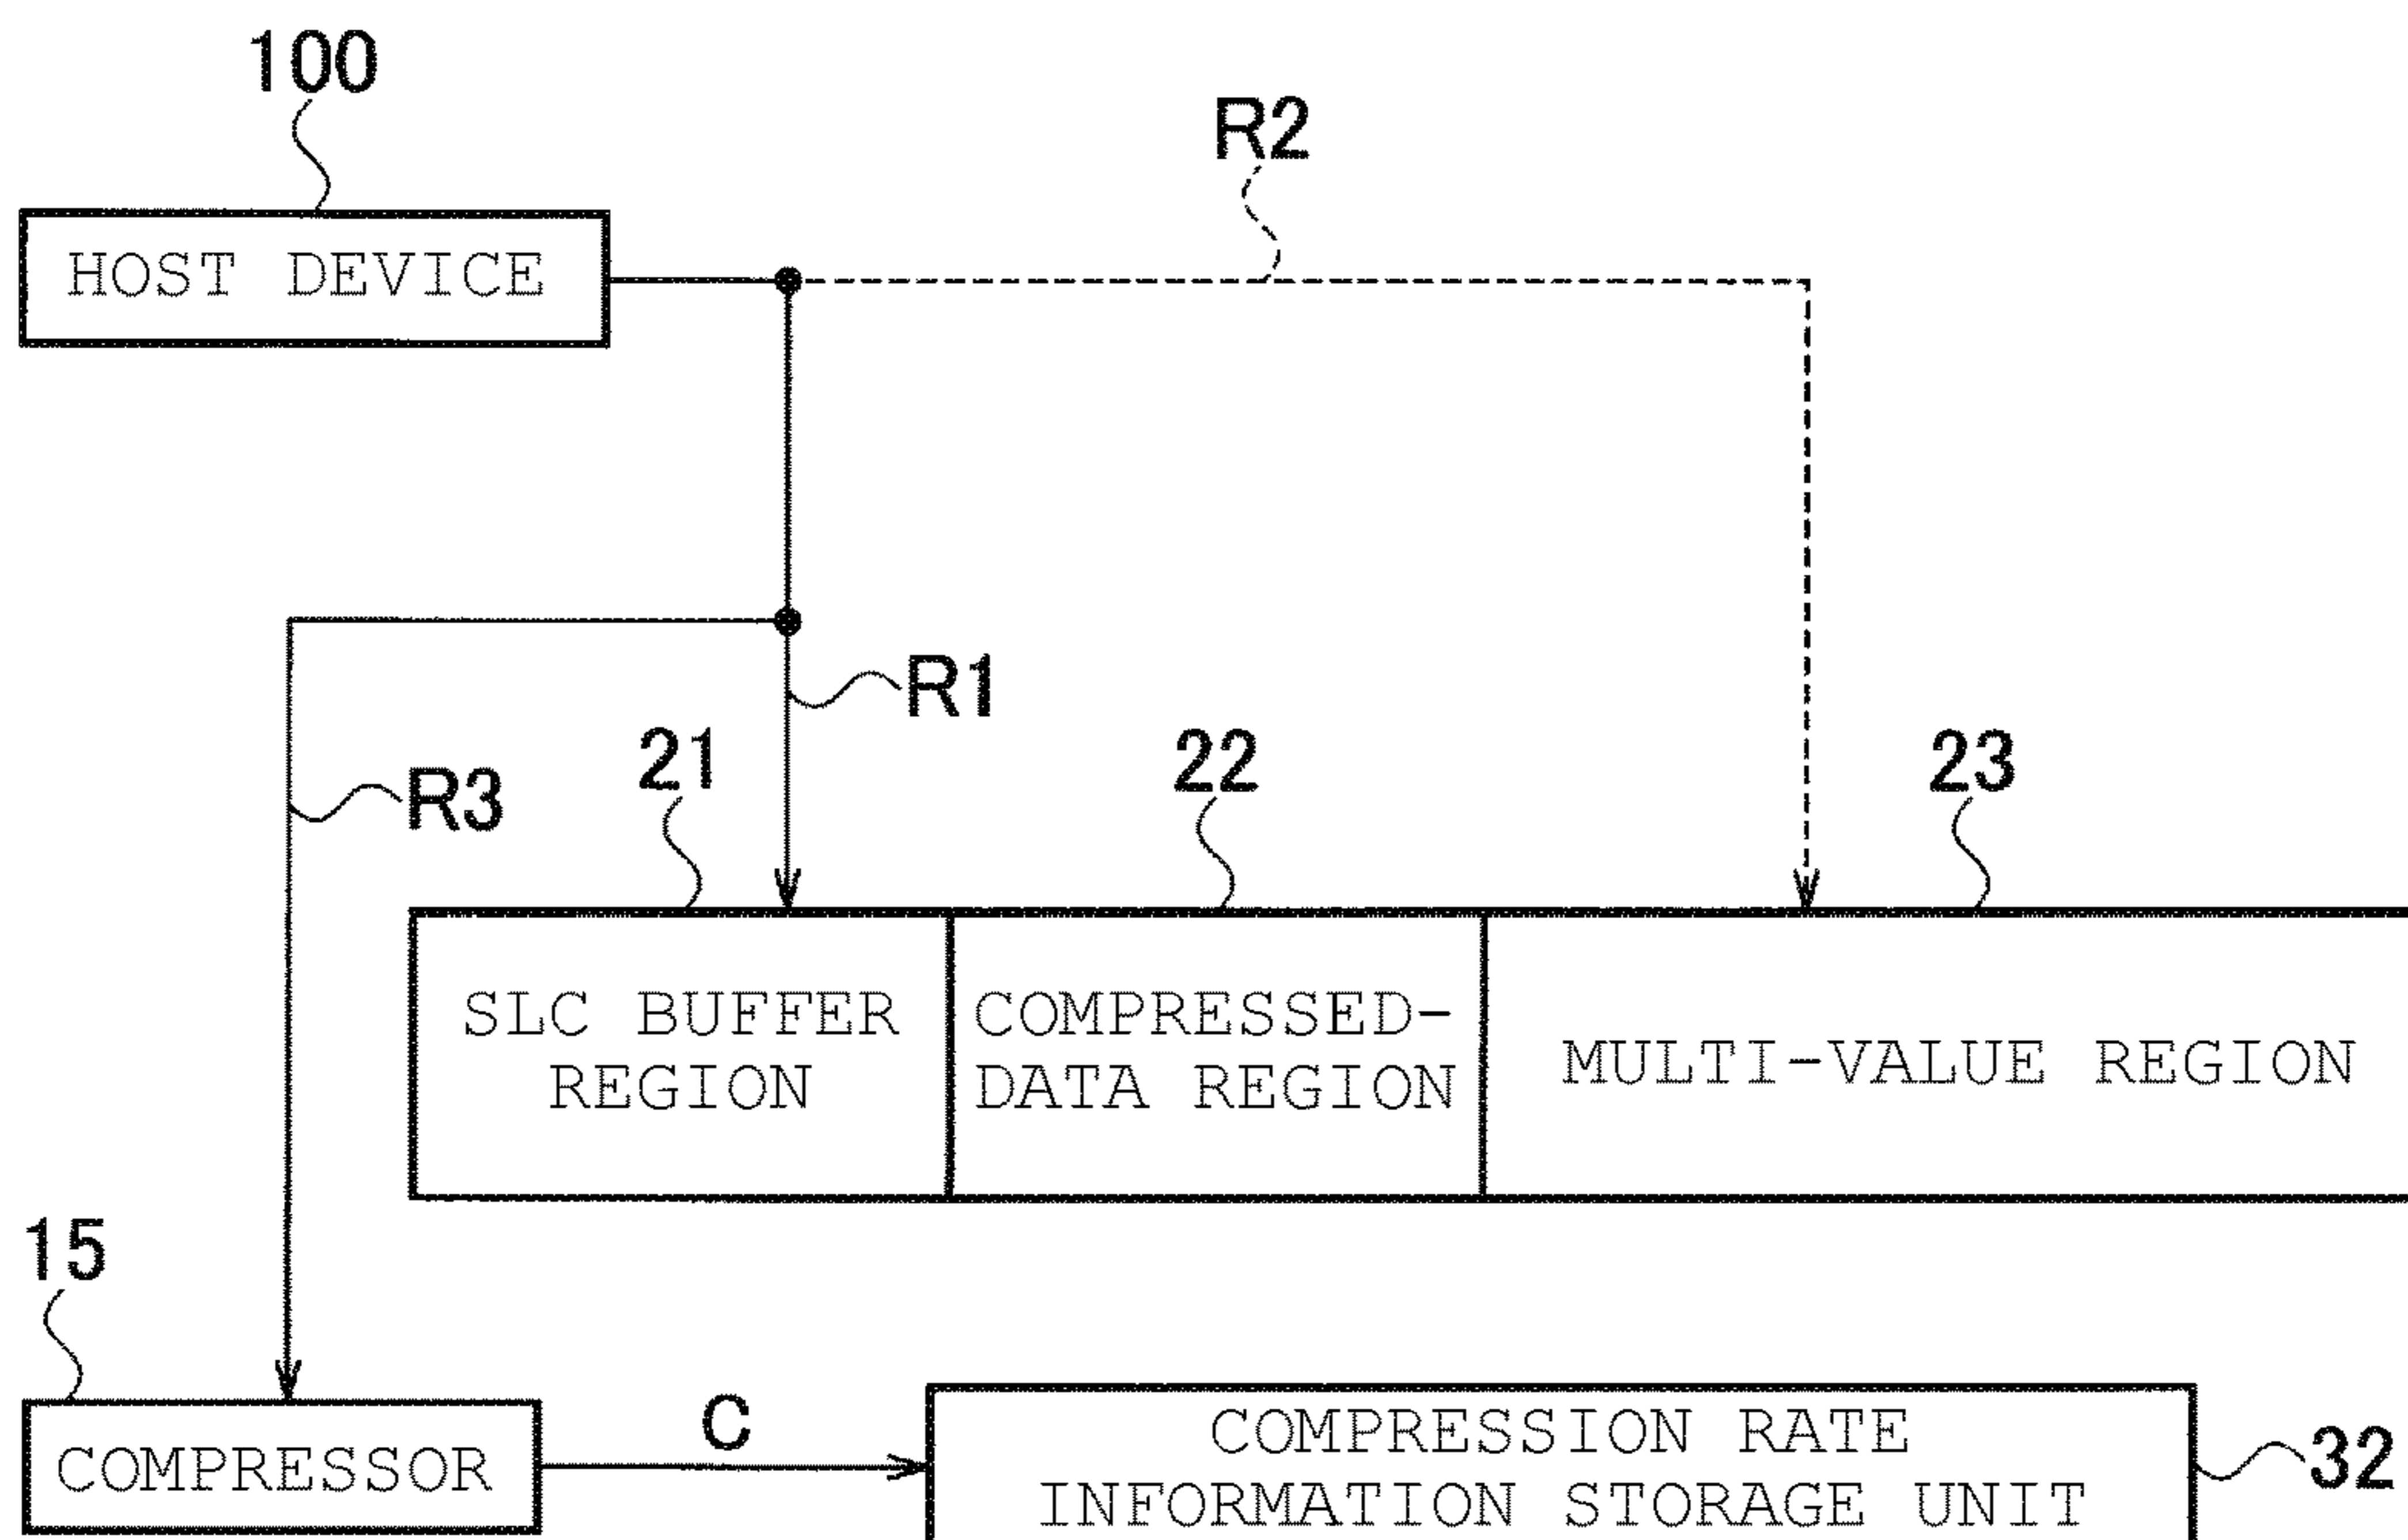 100
R2
HOST DEVICE
R1
R3
21
22
23
SLC BUFFER
REGION
COMPRESSED-
DATA REGION
MULTI-VALUE REGION
15
COMPRESSOR
C
COMPRESSION RATE
INFORMATION STORAGE UNIT
32